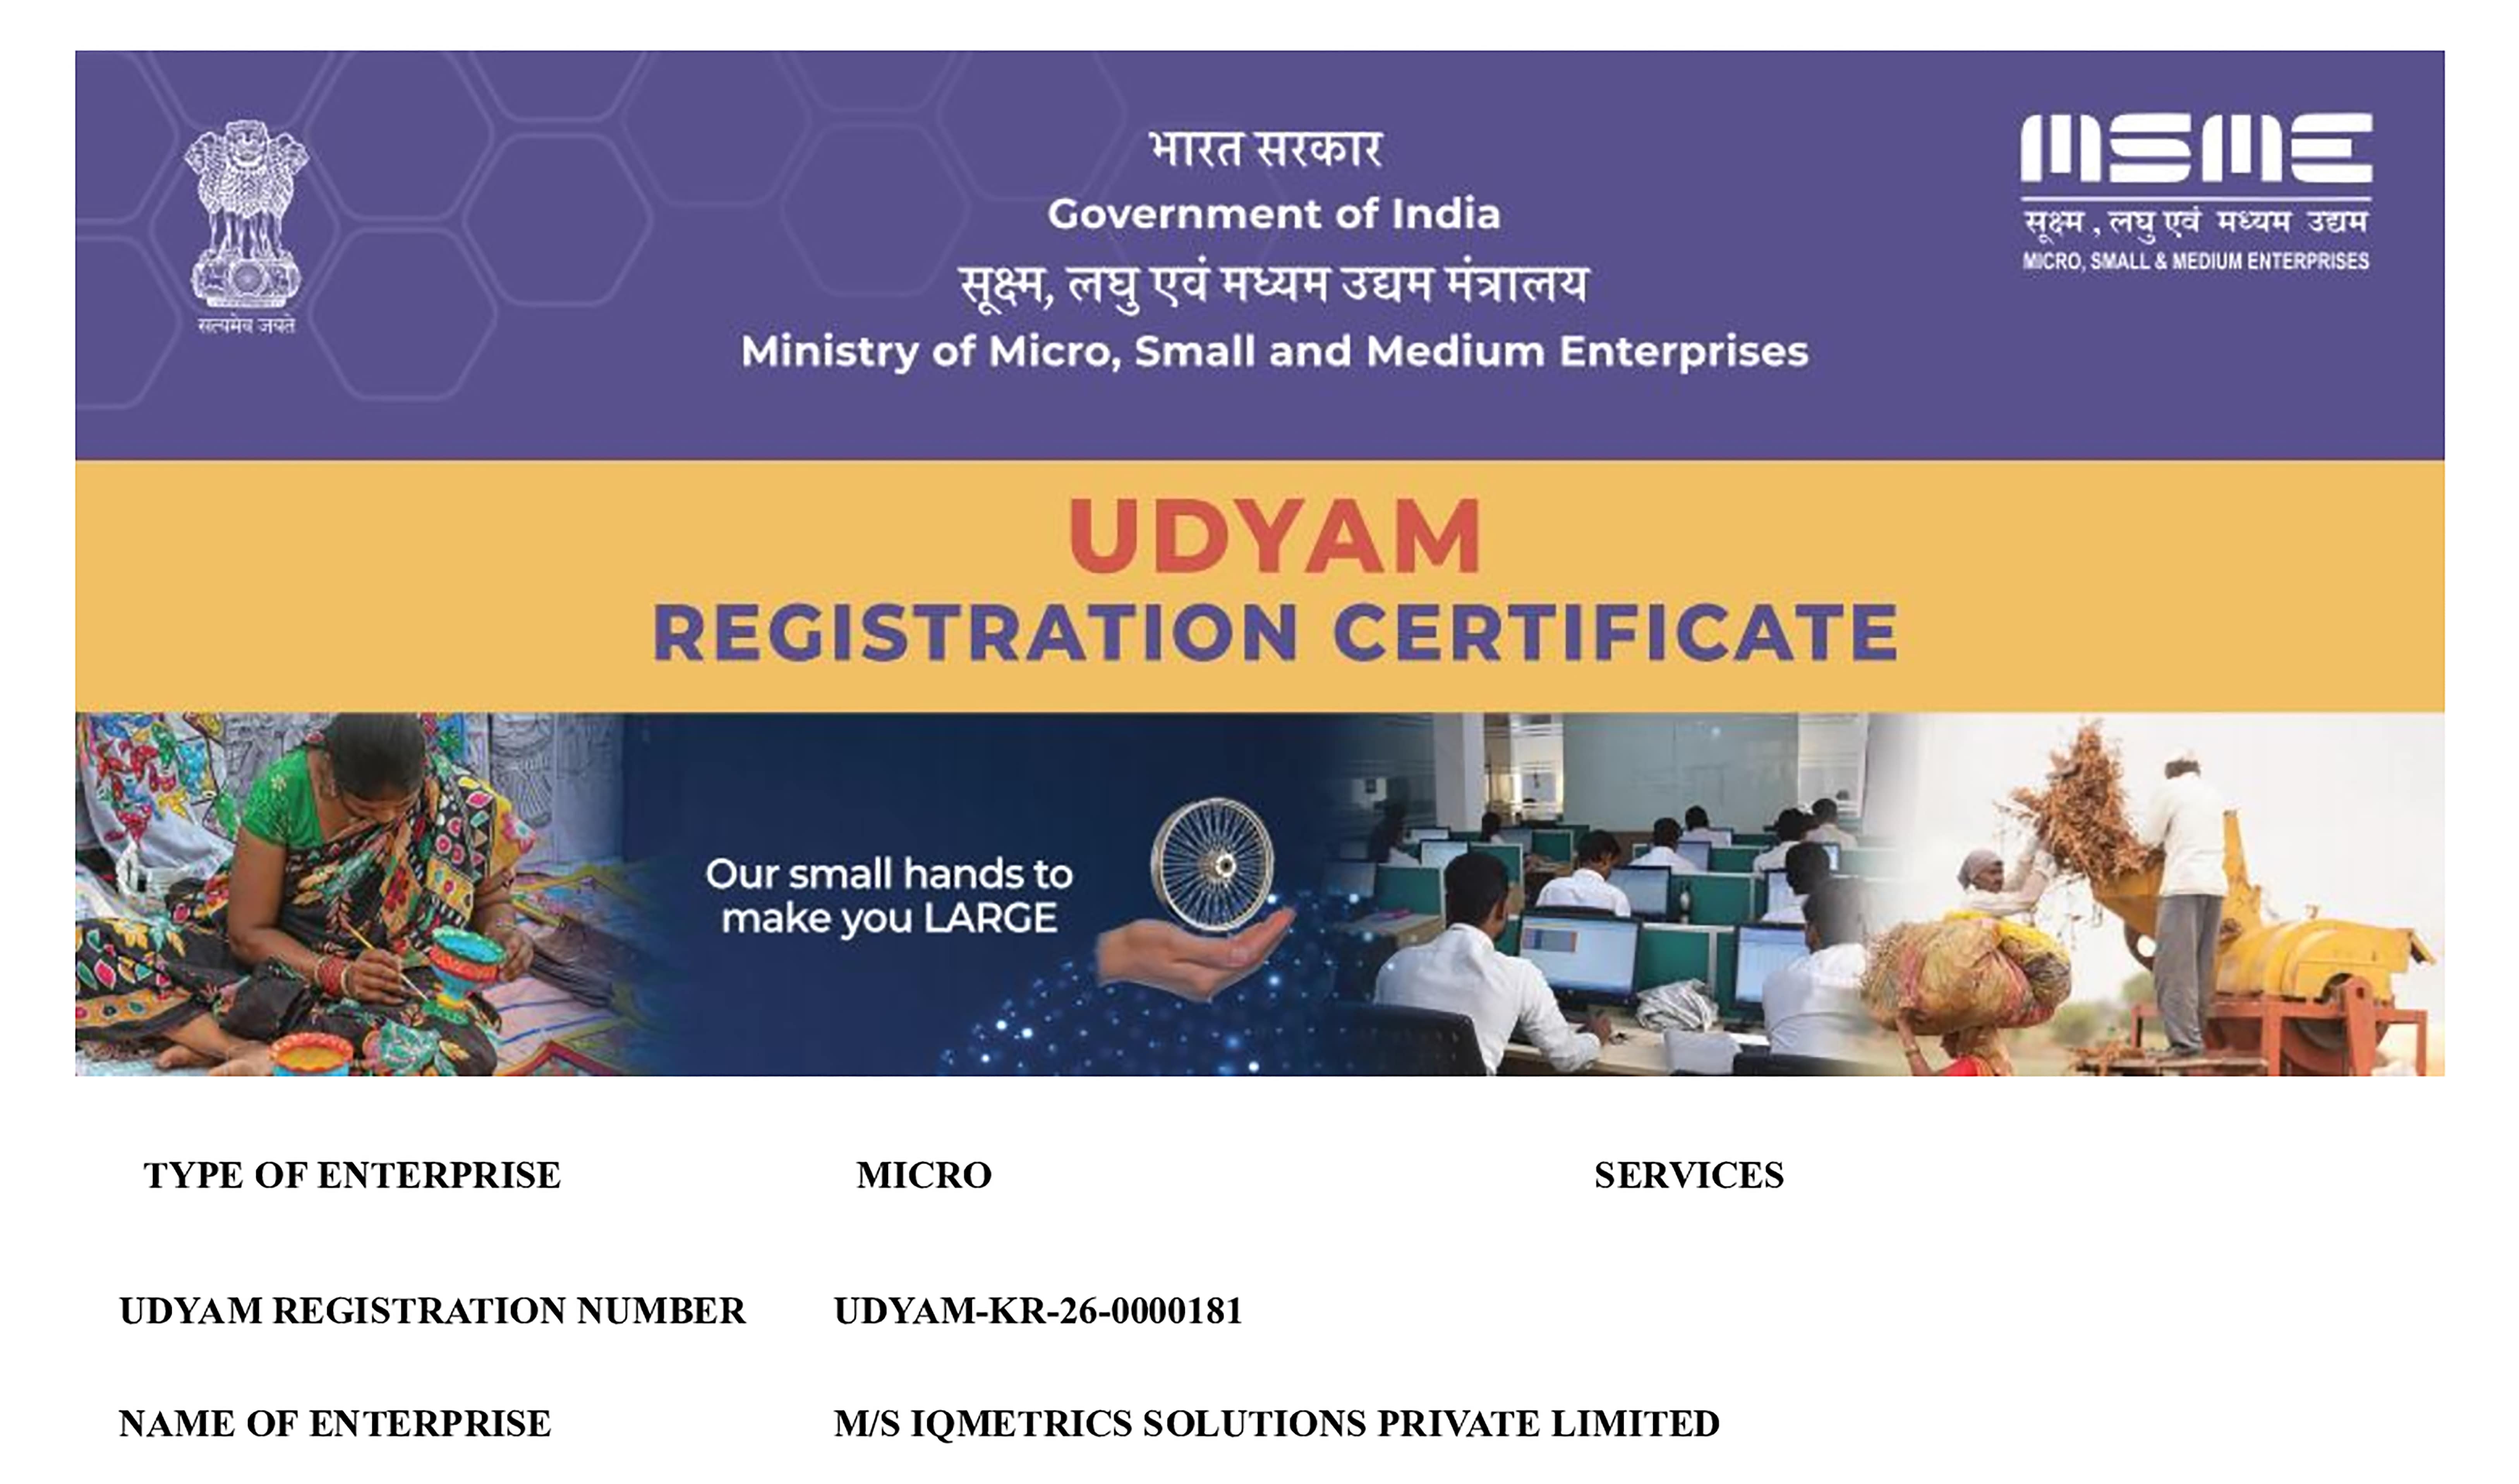 भारत सरकार
Government of India
सूक्ष्म, लघु एवं मध्यम उद्यम मंत्रालय
Ministry of Micro, Small and Medium Enterprises
सत्यमेव जयते
MSME
सूक्ष्म , लघु एवं मध्यम उद्यम
MICRO, SMALL & MEDIUM ENTERPRISES
UDYAM
REGISTRATION CERTIFICATE
Our small hands to
make you LARGE
TYPE OF ENTERPRISE MICRO SERVICES
UDYAM REGISTRATION NUMBER UDYAM-KR-26-0000181
NAME OF ENTERPRISE M/S IQMETRICS SOLUTIONS PRIVATE LIMITED